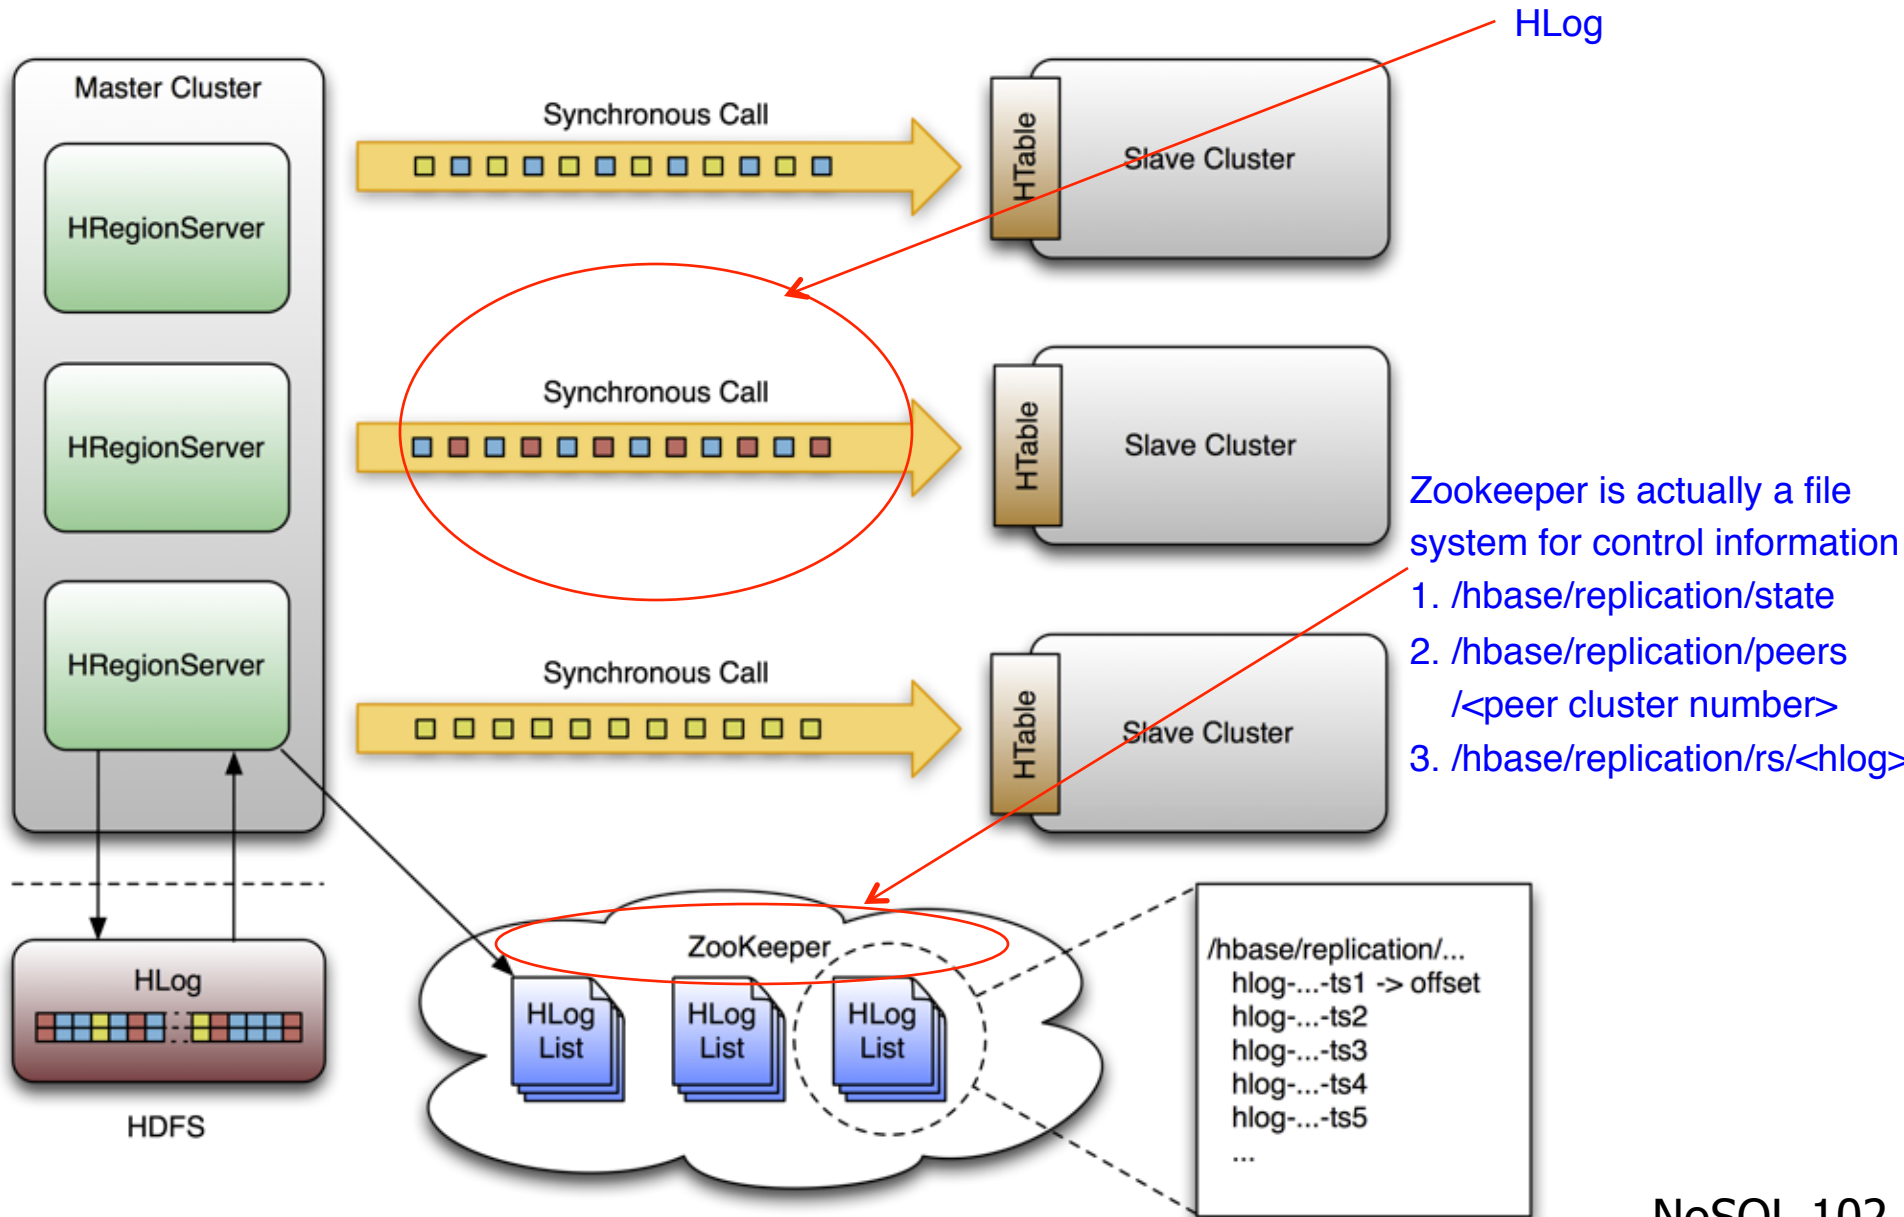 HLog
Master Cluster
HRegionServer
HRegionServer
HRegionServer
Synchronous Call
HTable
Slave Cluster
Synchronous Call
HTable
Slave Cluster
Synchronous Call
HTable
Slave Cluster
Zookeeper is actually a file
system for control information
1. /hbase/replication/state
2. /hbase/replication/peers
/<peer cluster number>
3. /hbase/replication/rs/<hlog>
HLog
HDFS
ZooKeeper
HLog
List
HLog
List
HLog
List
/hbase/replication/...
hlog-...-ts1 -> offset
hlog-...-ts2
hlog-...-ts3
hlog-...-ts4
hlog-...-ts5
...
NoSQL 102